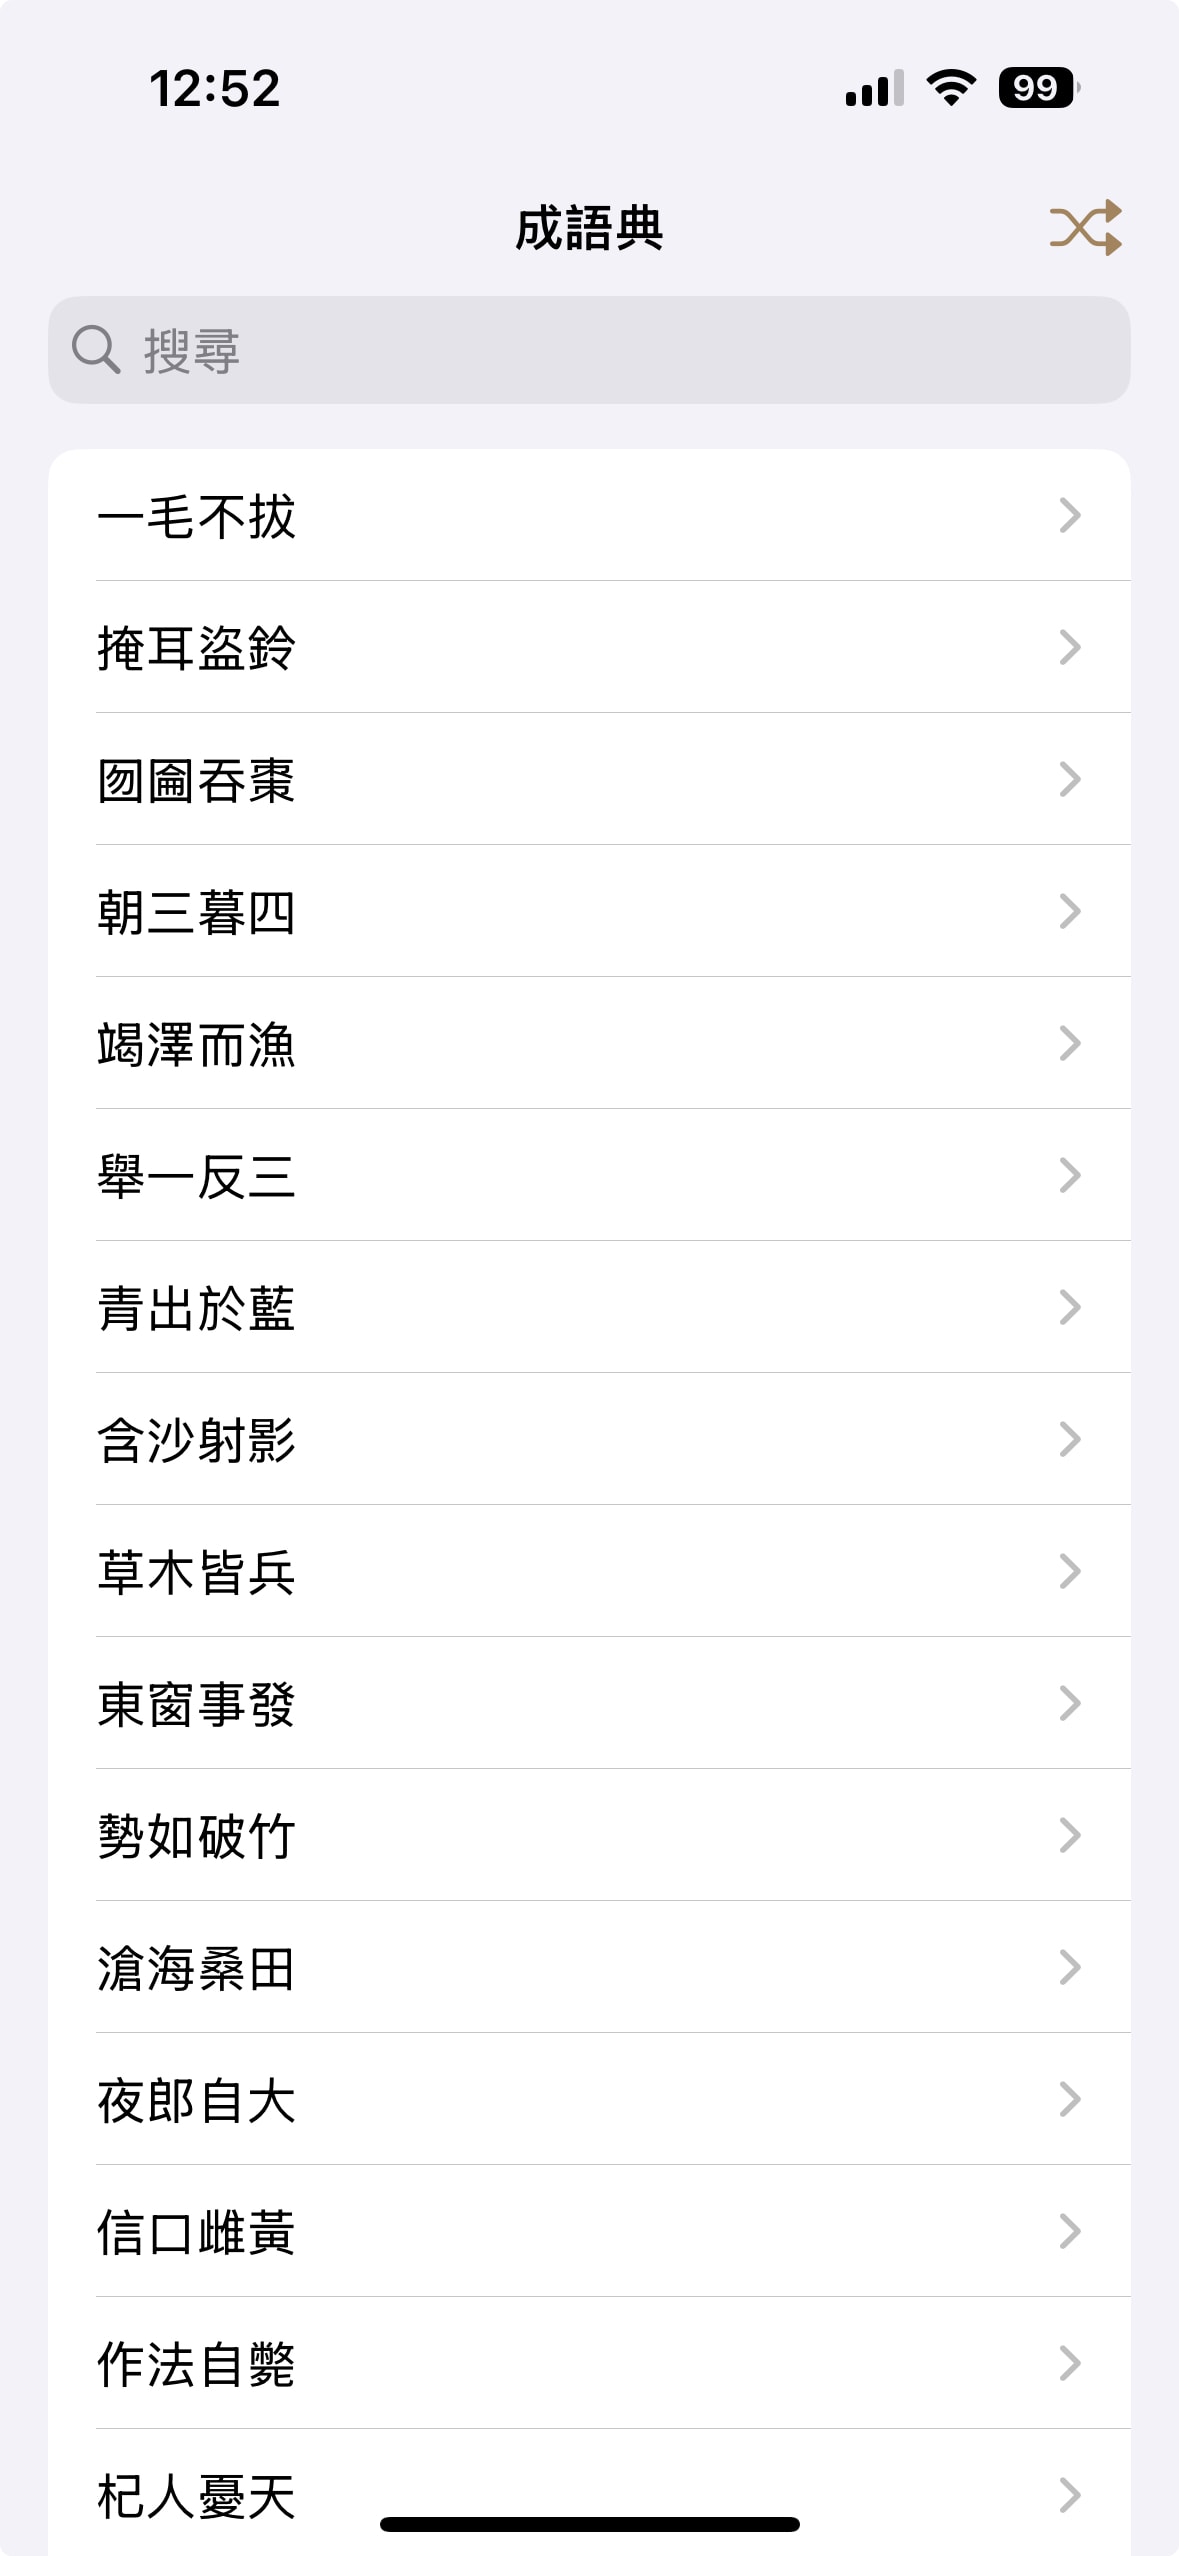 12:52
99
成語典
搜尋
一毛不拔
掩耳盜鈴
囫圇吞棗
朝三暮四
竭澤而漁
舉一反三
青出於藍
含沙射影
草木皆兵
東窗事發
勢如破竹
滄海桑田
夜郎自大
信口雌黃
作法自斃
杞人憂天